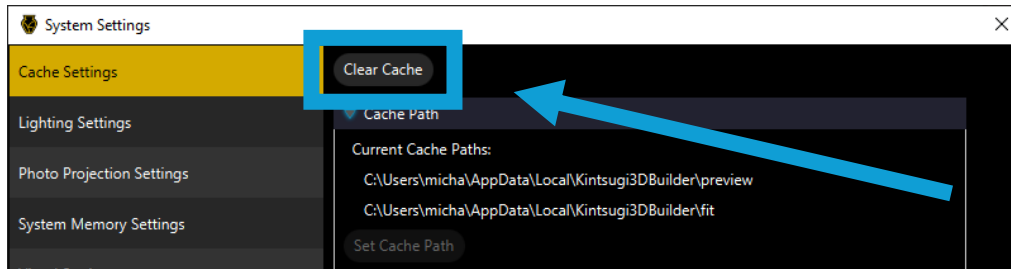 System Settings
Cache Settings
Clear Cache
Cache Path
Lighting Settings
Current Cache Paths:
Photo Projection Settings
C:\Users\micha\AppData\Local\Kintsugi3DBuilder\preview
C:\Users\micha\AppData\Local\Kintsugi3DBuilder\fit
System Memory Settings
Set Cache Path